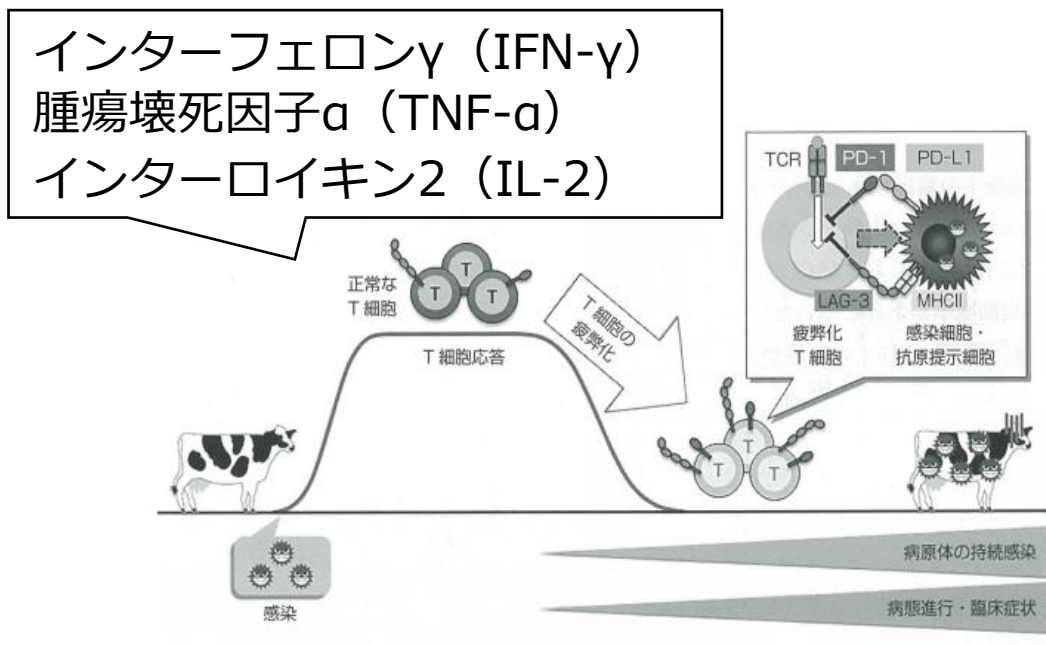 インターフェロンγ（IFN-γ）
腫瘍壊死因子α（TNF-α）
インターロイキン2（IL-2）
TCR
PD-1
PD-L1
LAG-3
MHCII
疲弊化
T 細胞
感染細胞・
抗原提示細胞
正常な
T 細胞
T
T
T
T 細胞応答
T 細胞の
疲弊化
T
T
T
感染
病原体の持続感染
病態進行・臨床症状